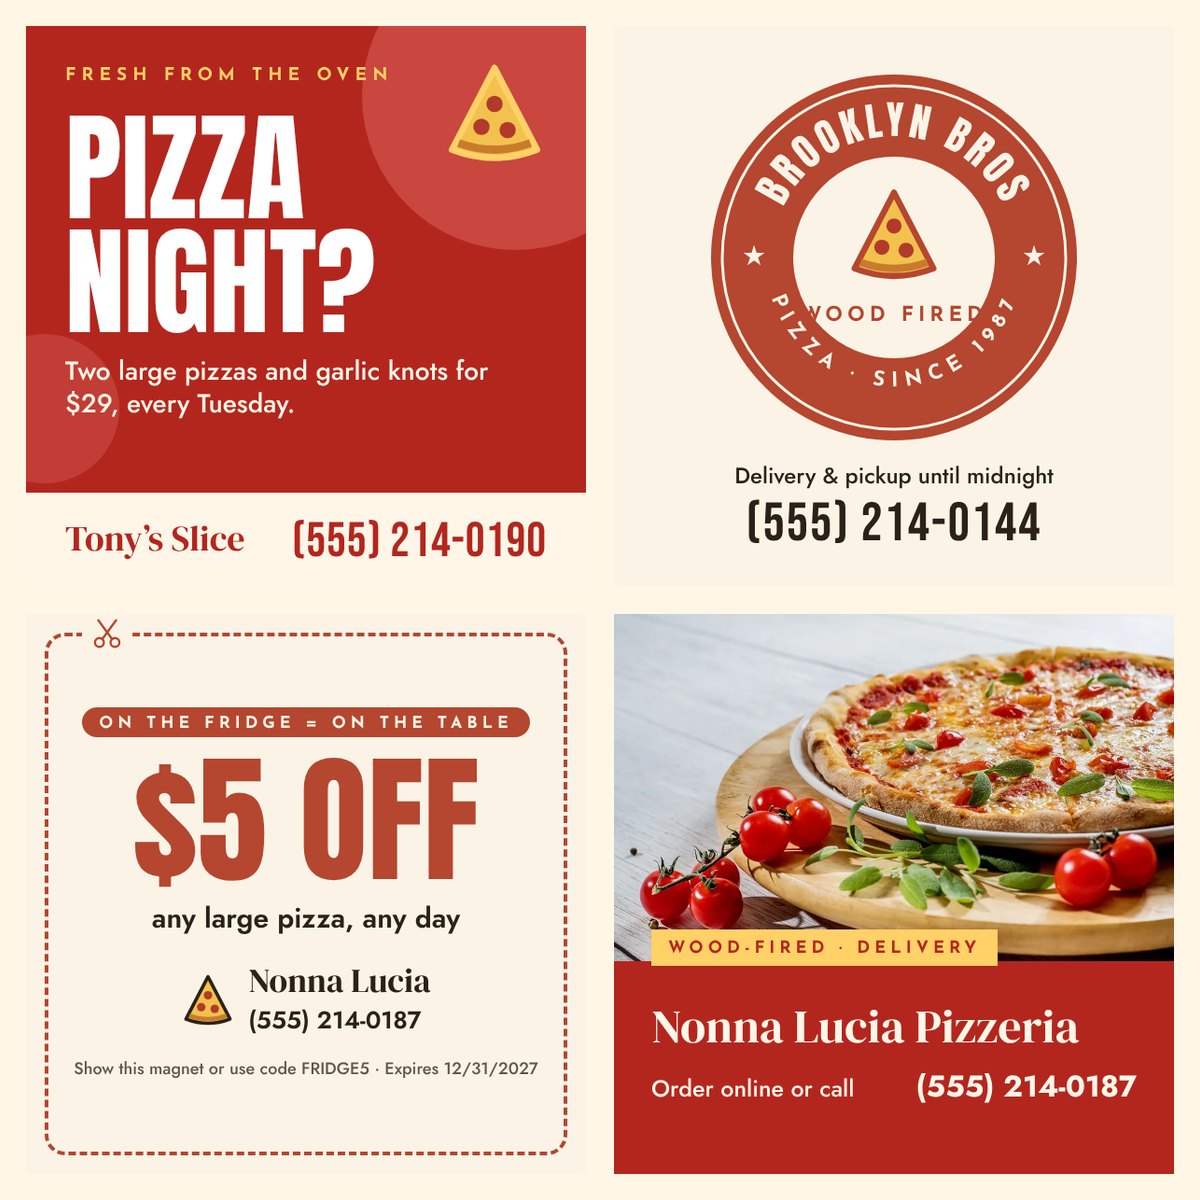 FRESH FROM THE OVEN
PIZZA
NIGHT?
Two large pizzas and garlic knots for
$29, every Tuesday.
Tony's Slice
(555) 214-0190
BROOKLYN BROS
WOOD FIRED
PIZZA · SINCE 1987
Delivery & pickup until midnight
(555) 214-0144
ON THE FRIDGE = ON THE TABLE
$5 OFF
any large pizza, any day
Nonna Lucia
(555) 214-0187
Show this magnet or use code FRIDGE5 · Expires 12/31/2027
WOOD-FIRED · DELIVERY
Nonna Lucia Pizzeria
Order online or call
(555) 214-0187